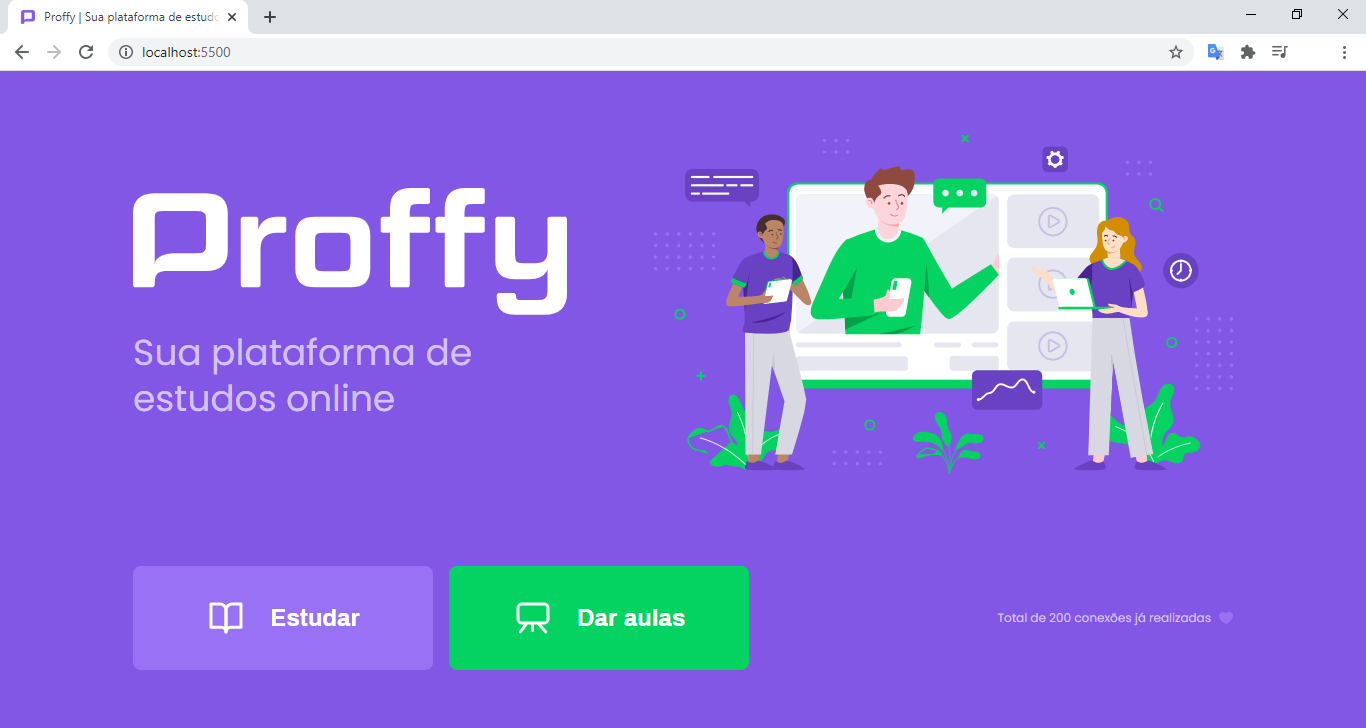 Proffy | Sua plataforma de estudo
localhost:5500
Proffy
Sua plataforma de
estudos online
Estudar
Dar aulas
Total de 200 conexões já realizadas